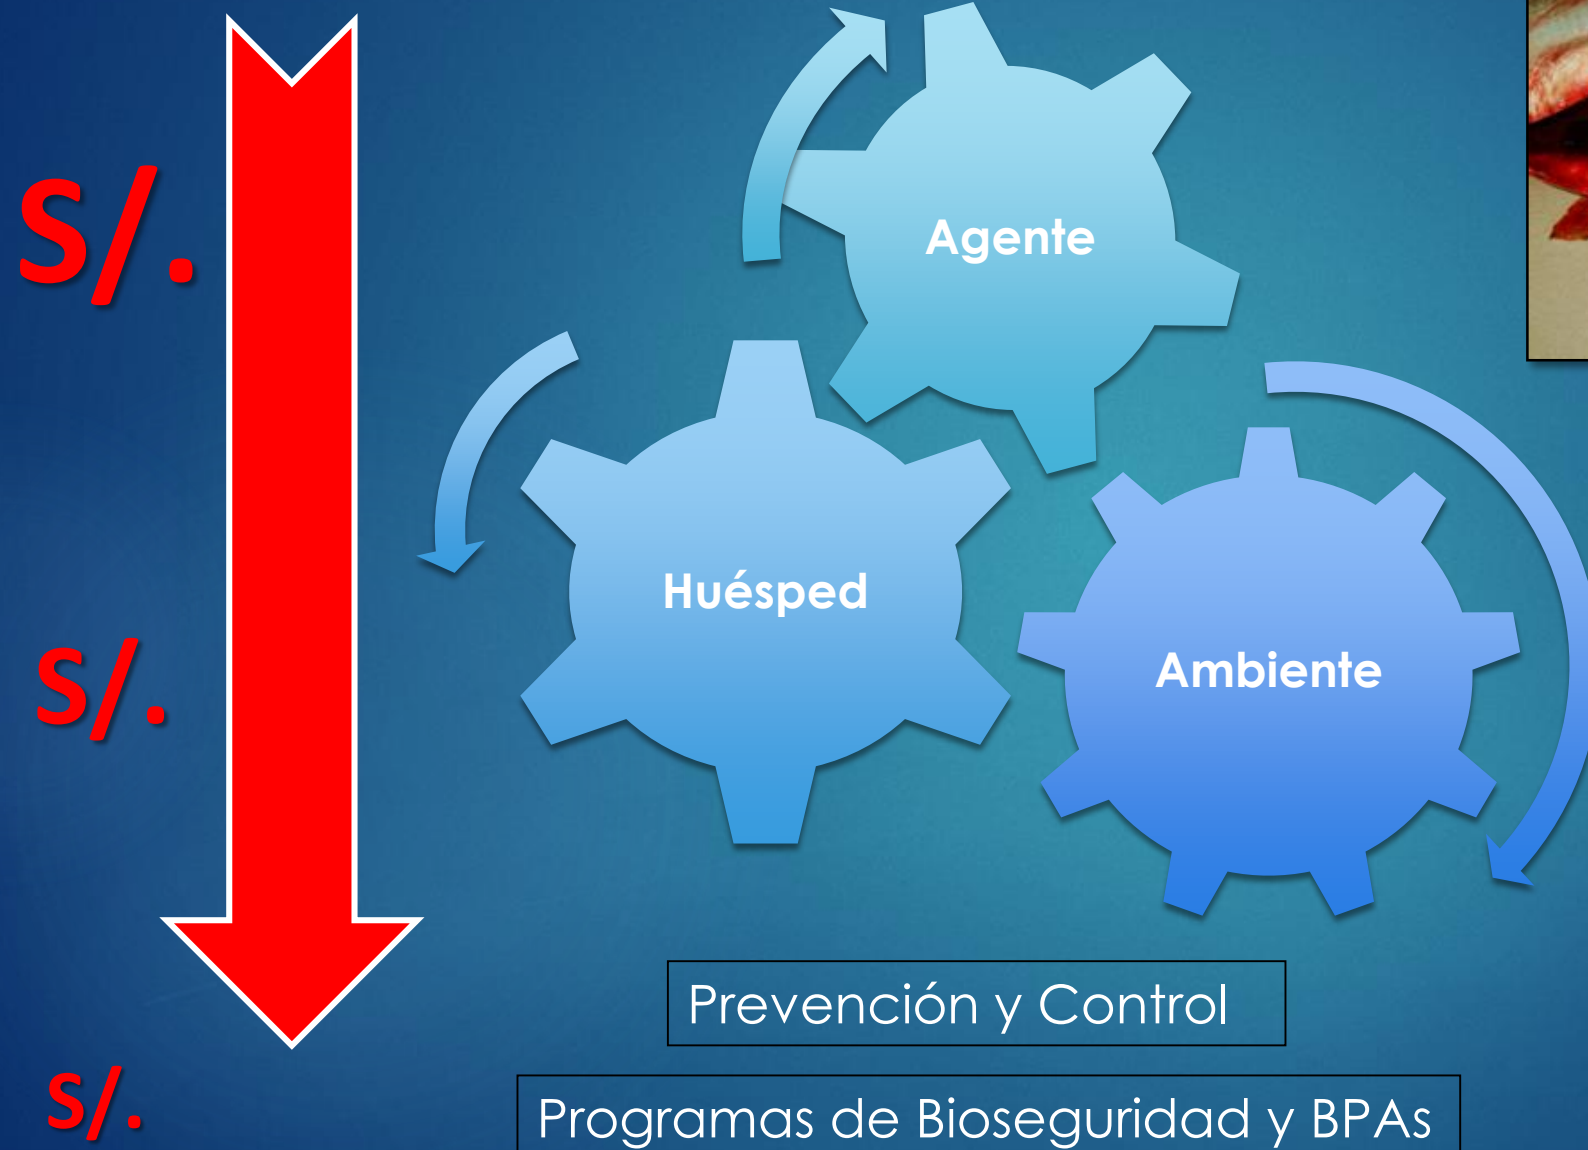 S/.
Agente
Huésped
S/.
Ambiente
Prevención y Control
S/.
Programas de Bioseguridad y BPAs